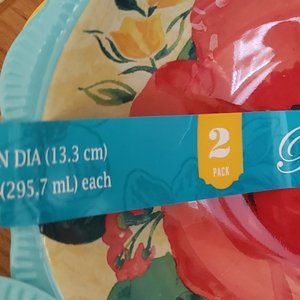 N DIA (13.3 cm)
(295.7 mL) each
2
PACK